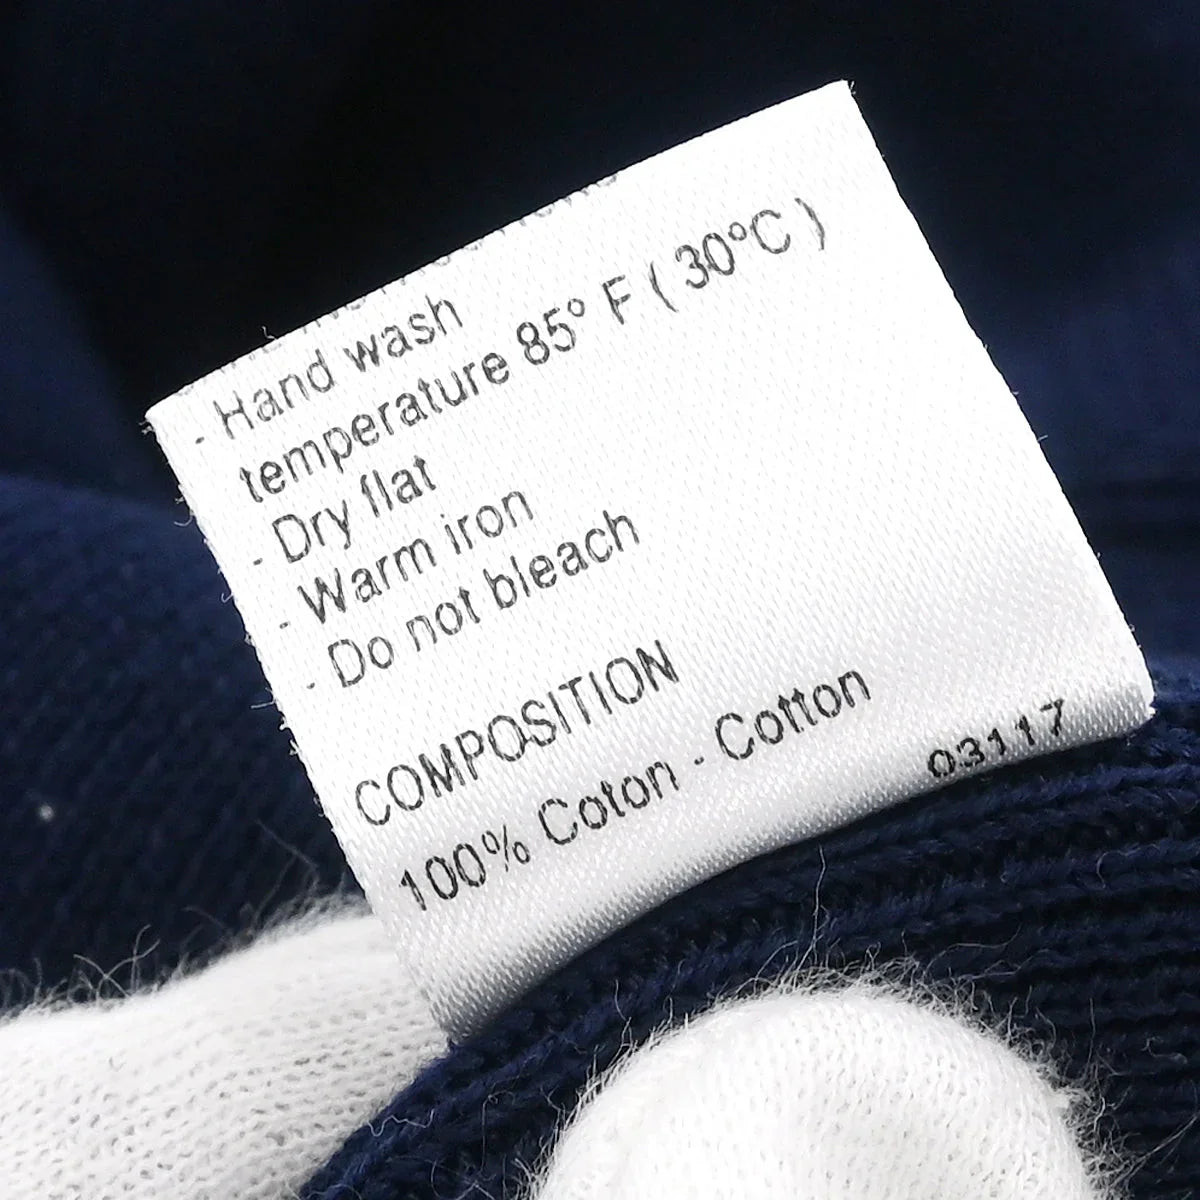 - Hand wash
temperature 85° F ( 30°C )
- Dry flat
- Warm iron
- Do not bleach
COMPOSITION
100% Coton - Cotton
03117